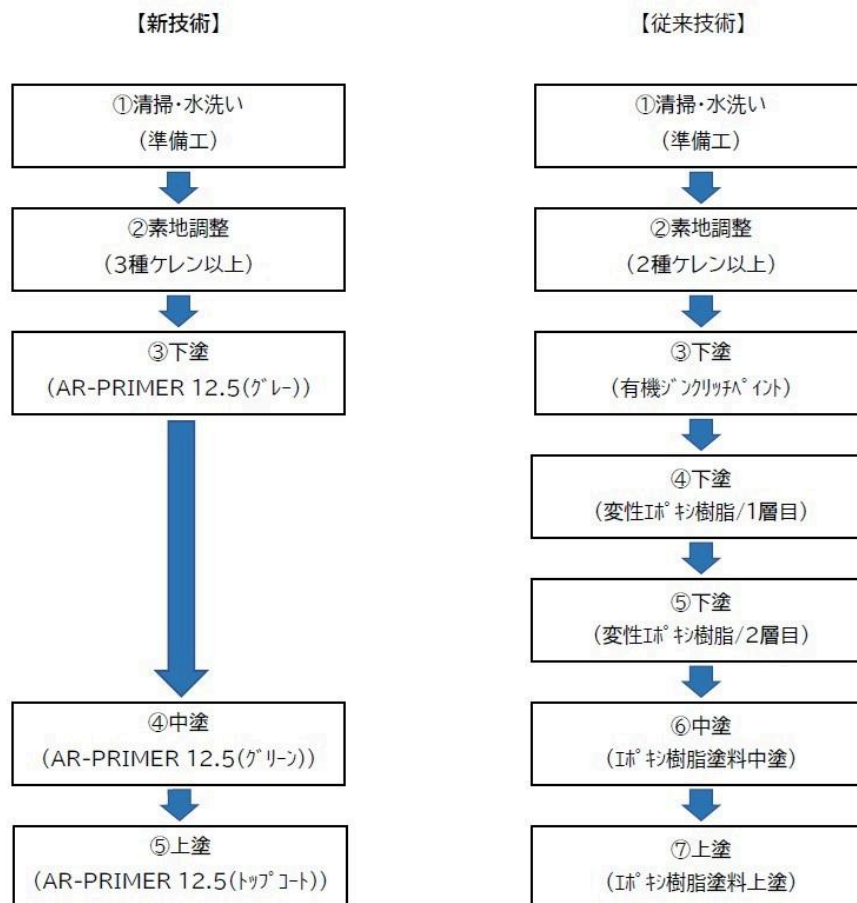 【新技術】
①清掃･水洗い
(準備工)
②素地調整
(3種ケレン以上)
③下塗
(AR-PRIMER 12.5(ｸﾞﾚｰ))
④中塗
(AR-PRIMER 12.5(ｸﾞﾘｰﾝ))
⑤上塗
(AR-PRIMER 12.5(ﾄｯﾌﾟｺｰﾄ))
【従来技術】
①清掃･水洗い
(準備工)
②素地調整
(2種ケレン以上)
③下塗
(有機ｼﾞﾝｸﾘｯﾁﾍﾟｲﾝﾄ)
④下塗
(変性ｴﾎﾟｷｼ樹脂/1層目)
⑤下塗
(変性ｴﾎﾟｷｼ樹脂/2層目)
⑥中塗
(ｴﾎﾟｷｼ樹脂塗料中塗)
⑦上塗
(ｴﾎﾟｷｼ樹脂塗料上塗)